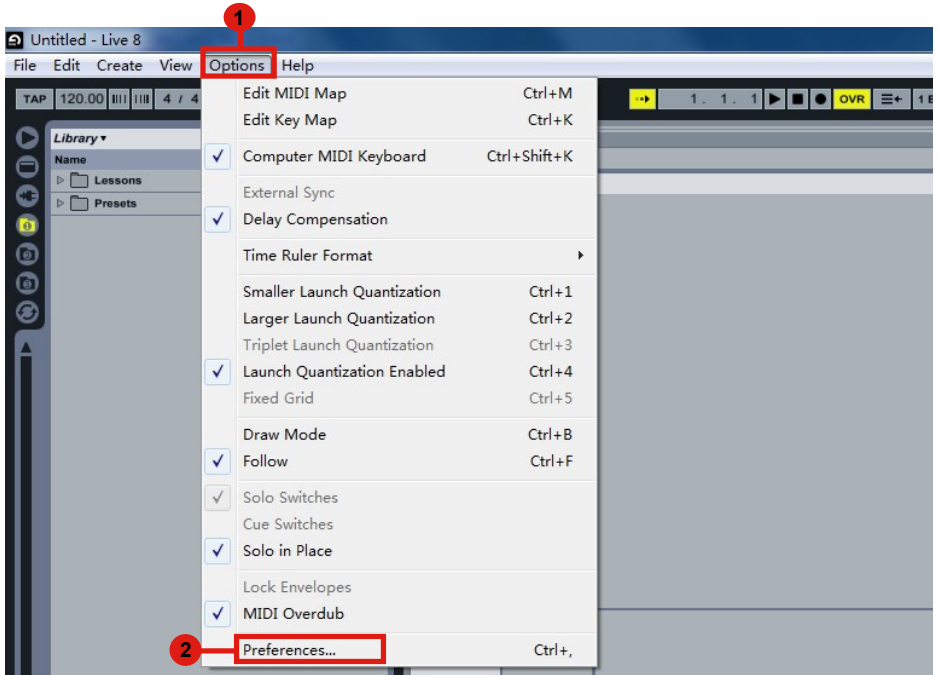 1
Untitled - Live 8
File Edit Create View Options Help
TAP 120.00 4 / 4 1. 1. 1 OVR
Library
Name
Lessons
Presets
Edit MIDI Map Ctrl+M
Edit Key Map Ctrl+K
Computer MIDI Keyboard Ctrl+Shift+K
External Sync
Delay Compensation
Time Ruler Format
Smaller Launch Quantization Ctrl+1
Larger Launch Quantization Ctrl+2
Triplet Launch Quantization Ctrl+3
Launch Quantization Enabled Ctrl+4
Fixed Grid Ctrl+5
Draw Mode Ctrl+B
Follow Ctrl+F
Solo Switches
Cue Switches
Solo in Place
Lock Envelopes
MIDI Overdub
2 Preferences... Ctrl+,